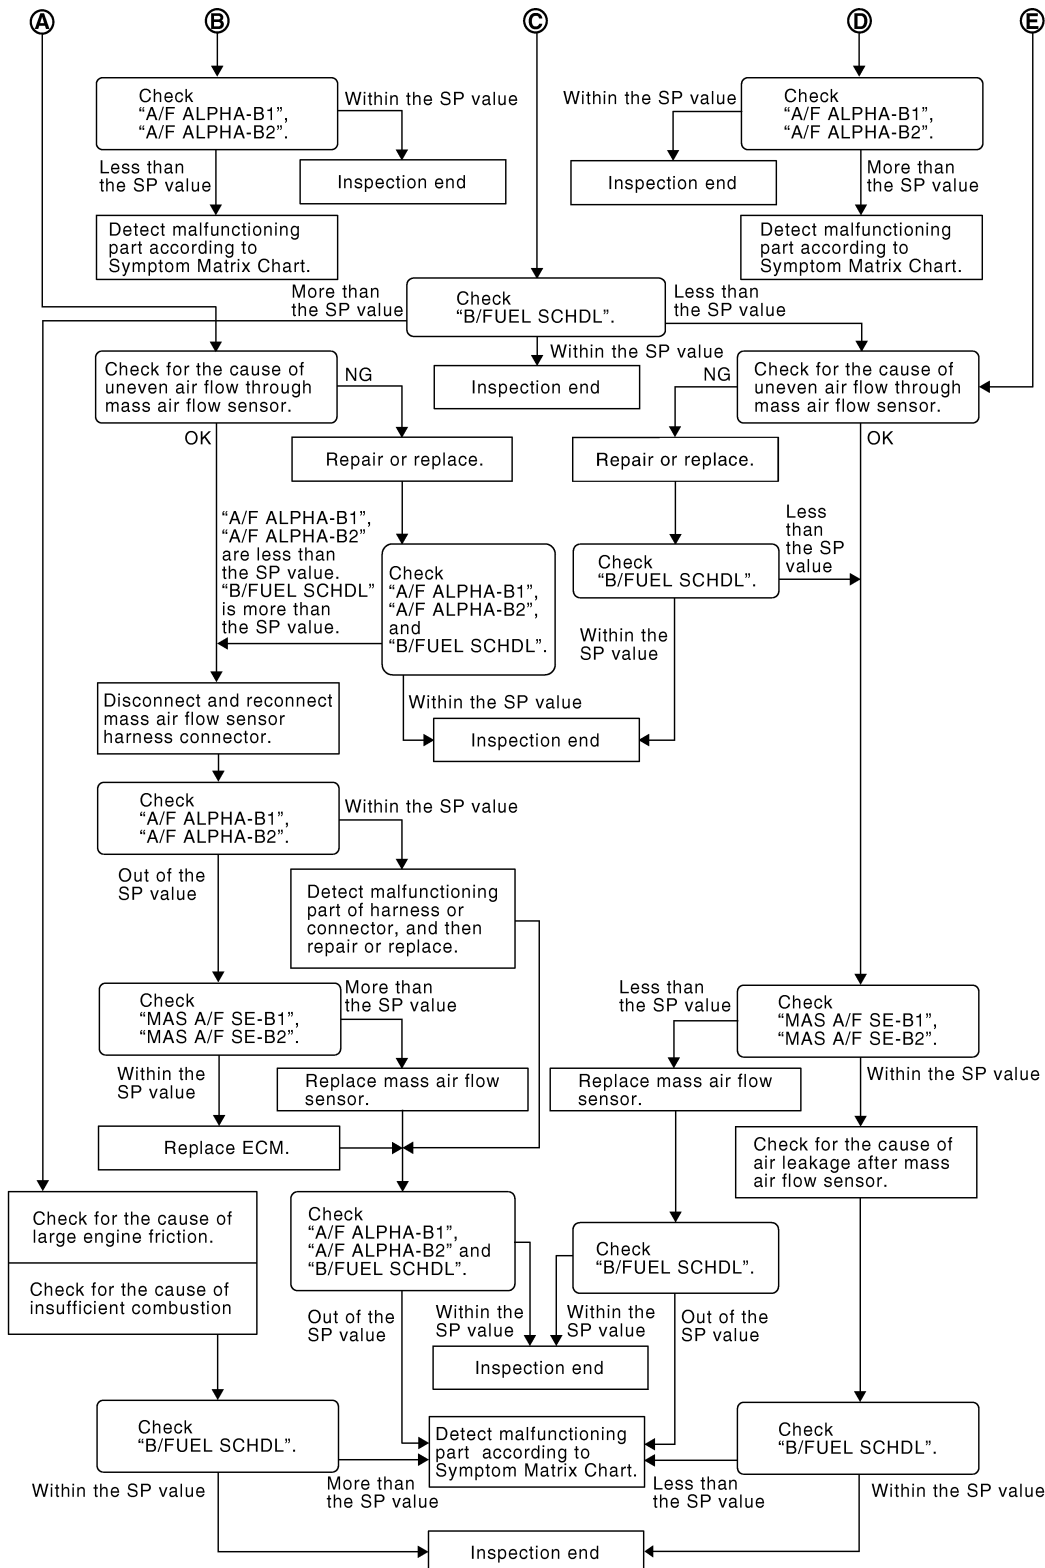 A
B
C
D
E
Check
“A/F ALPHA-B1”,
“A/F ALPHA-B2”.
Within the SP value
Within the SP value
Check
“A/F ALPHA-B1”,
“A/F ALPHA-B2”.
Less than
the SP value
Inspection end
Inspection end
More than
the SP value
Detect malfunctioning
part according to
Symptom Matrix Chart.
Detect malfunctioning
part according to
Symptom Matrix Chart.
More than
the SP value
Check
“B/FUEL SCHDL”.
Less than
the SP value
Within the SP value
Check for the cause of
uneven air flow through
mass air flow sensor.
NG
Inspection end
NG
Check for the cause of
uneven air flow through
mass air flow sensor.
OK
OK
Repair or replace.
Repair or replace.
“A/F ALPHA-B1”,
“A/F ALPHA-B2”
are less than
the SP value.
“B/FUEL SCHDL”
is more than
the SP value.
Check
“A/F ALPHA-B1”,
“A/F ALPHA-B2”,
and
“B/FUEL SCHDL”.
Check
“B/FUEL SCHDL”.
Less
than
the SP
value
Within the
SP value
Within the SP value
Disconnect and reconnect
mass air flow sensor
harness connector.
Inspection end
Check
“A/F ALPHA-B1”,
“A/F ALPHA-B2”.
Within the SP value
Out of the
SP value
Detect malfunctioning
part of harness or
connector, and then
repair or replace.
Check
“MAS A/F SE-B1”,
“MAS A/F SE-B2”.
More than
the SP value
Less than
the SP value
Check
“MAS A/F SE-B1”,
“MAS A/F SE-B2”.
Within the
SP value
Replace mass air flow
sensor.
Replace mass air flow
sensor.
Within the SP value
Replace ECM.
Check for the cause of
air leakage after mass
air flow sensor.
Check for the cause of
large engine friction.
Check for the cause of
insufficient combustion
Check
“A/F ALPHA-B1”,
“A/F ALPHA-B2” and
“B/FUEL SCHDL”.
Check
“B/FUEL SCHDL”.
Out of the
SP value
Within the
SP value
Within the
SP value
Out of the
SP value
Inspection end
Check
“B/FUEL SCHDL”.
Detect malfunctioning
part  according to
Symptom Matrix Chart.
Check
“B/FUEL SCHDL”.
Within the SP value
More than
the SP value
Less than
the SP value
Within the SP value
Inspection end